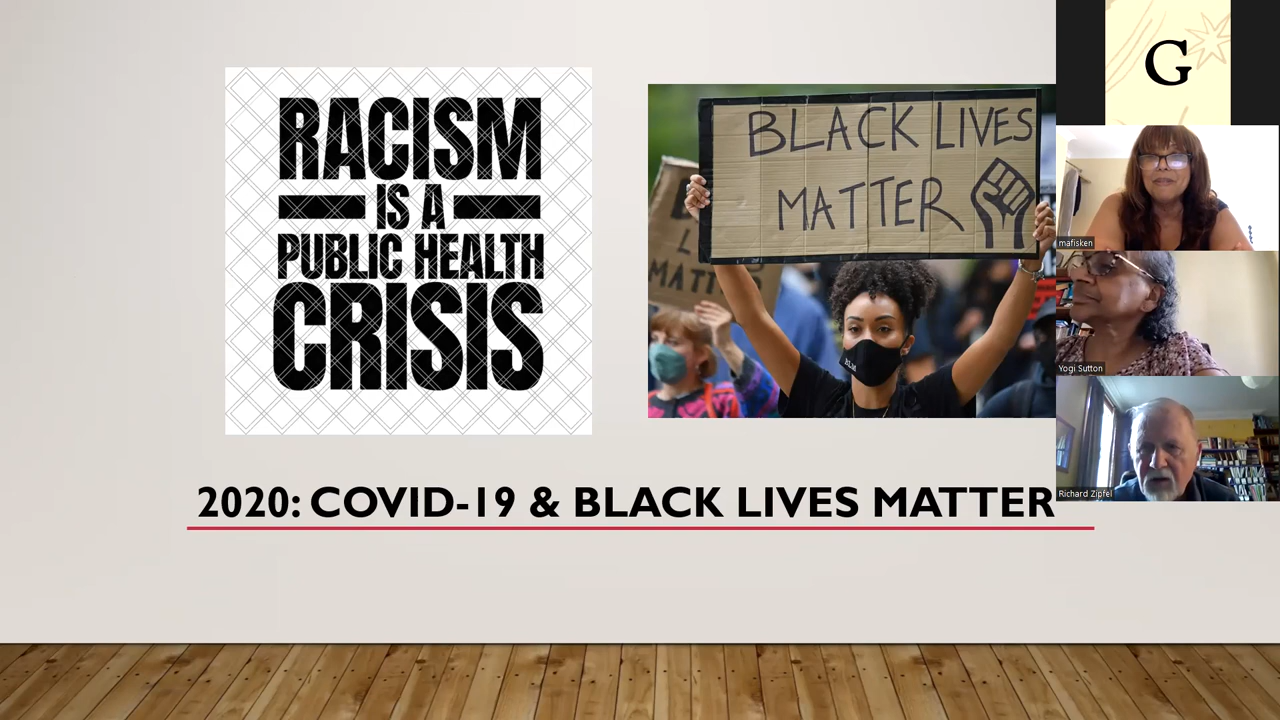 RACISM
IS A
PUBLIC HEALTH
CRISIS
BLACK LIVES
MATTER
MATTER
BLM
2020: COVID-19 & BLACK LIVES MATTER
G
mafisken
Yogi Sutton
Richard Zipfel